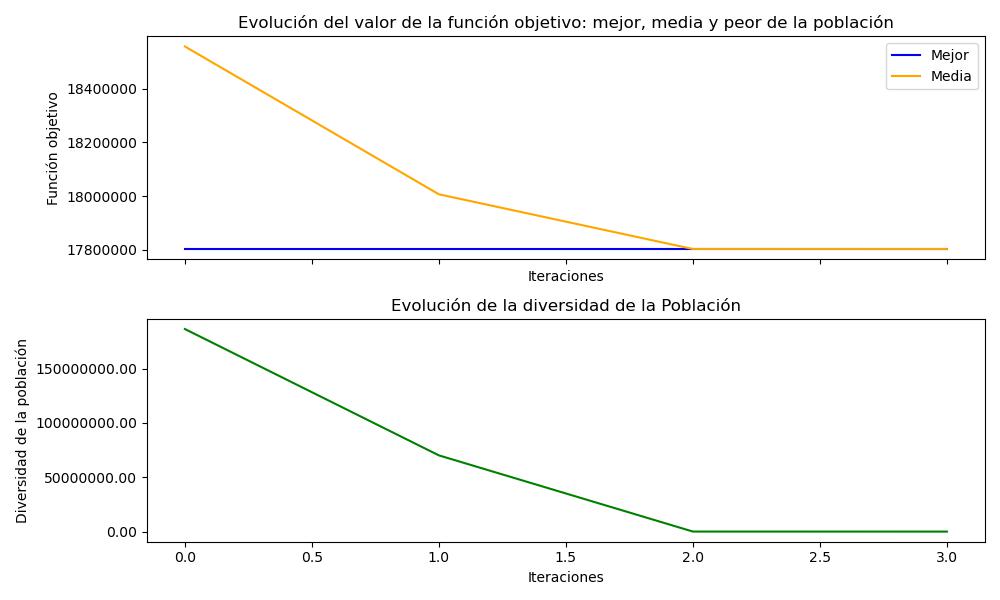 Evolución del valor de la función objetivo: mejor, media y peor de la población
Función objetivo
18400000
18200000
18000000
17800000
Mejor
Media
Iteraciones
Evolución de la diversidad de la Población
Diversidad de la población
150000000.00
100000000.00
50000000.00
0.00
0.0 0.5 1.0 1.5 2.0 2.5 3.0
Iteraciones